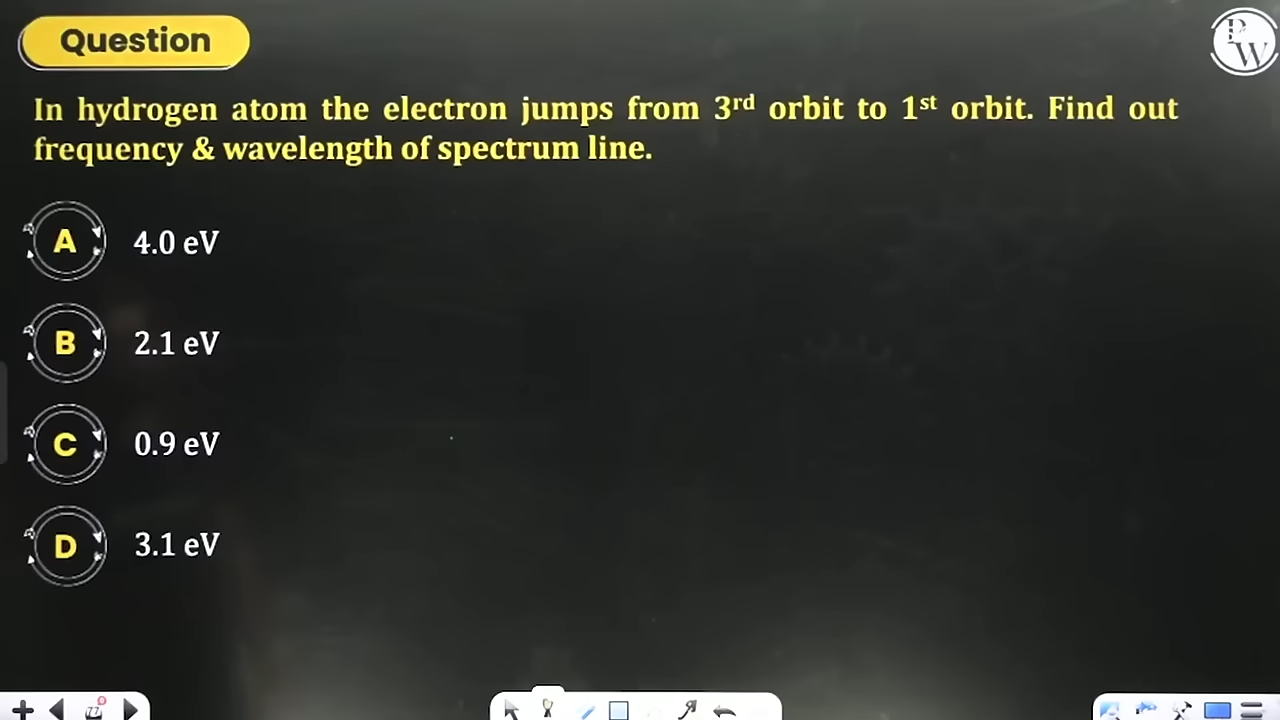 Question
PW
In hydrogen atom the electron jumps from 3rd orbit to 1st orbit. Find out
frequency & wavelength of spectrum line.
A 4.0 eV
B 2.1 eV
C 0.9 eV
D 3.1 eV